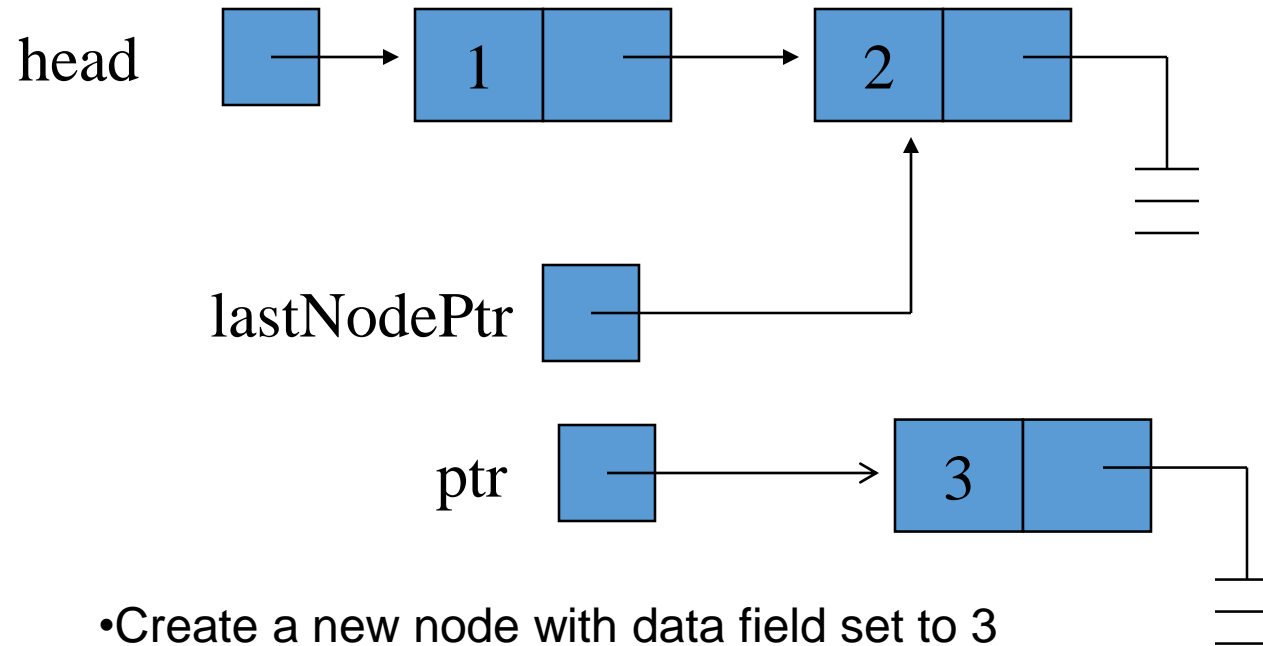 head 1 2
lastNodePtr
ptr 3
•Create a new node with data field set to 3